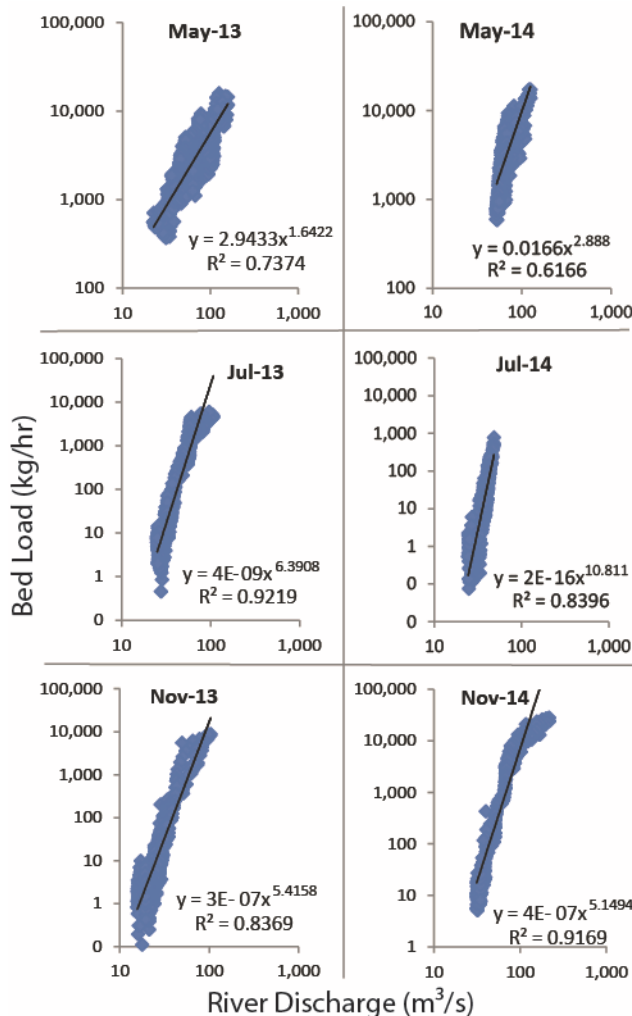 100,000
May-13
10,000
1,000
y = 2.9433x^1.6422
R² = 0.7374
100
10
100
1,000
100,000
May-14
10,000
1,000
y = 0.0166x^2.888
R² = 0.6166
100
10
100
1,000
100,000
Jul-13
10,000
1,000
100
10
1
y = 4E-09x^6.3908
R² = 0.9219
0
10
100
1,000
100,000
Jul-14
10,000
1,000
100
10
1
0
y = 2E-16x^10.811
R² = 0.8396
0
10
100
1,000
100,000
Nov-13
10,000
1,000
100
10
1
y = 3E-07x^5.4158
R² = 0.8369
0
10
100
1,000
100,000
Nov-14
10,000
1,000
100
10
y = 4E-07x^5.1494
R² = 0.9169
1
10
100
1,000
Bed Load (kg/hr)
River Discharge (m³/s)